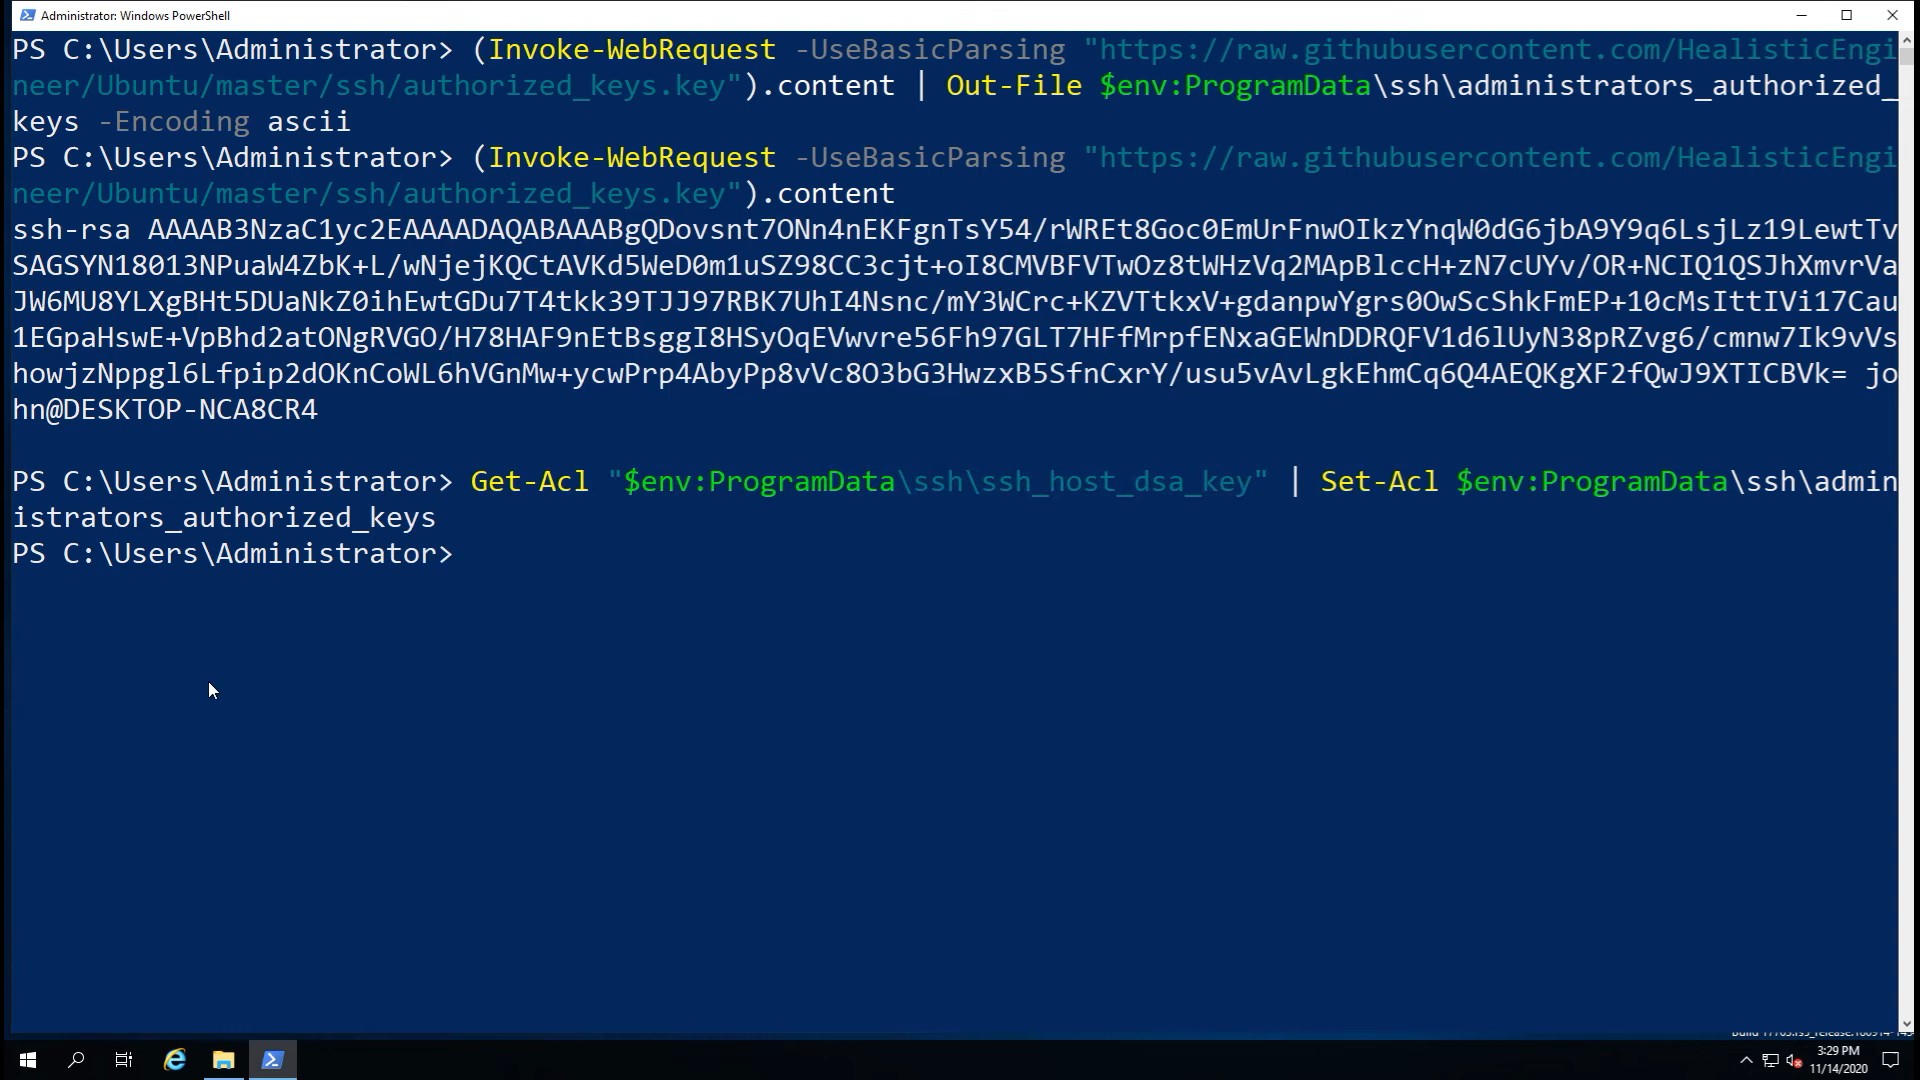 Administrator: Windows PowerShell
PS C:\Users\Administrator> (Invoke-WebRequest -UseBasicParsing "https://raw.githubusercontent.com/HealisticEngi
neer/Ubuntu/master/ssh/authorized_keys.key").content | Out-File $env:ProgramData\ssh\administrators_authorized_
keys -Encoding ascii
PS C:\Users\Administrator> (Invoke-WebRequest -UseBasicParsing "https://raw.githubusercontent.com/HealisticEngi
neer/Ubuntu/master/ssh/authorized_keys.key").content
ssh-rsa AAAAB3NzaC1yc2EAAAADAQABAAABgQDovsnt7ONn4nEKFgnTsY54/rWREt8Goc0EmUrFnwOIkzYnqW0dG6jbA9Y9q6LsjLz19LewtTv
SAGSYN18013NPuaW4ZbK+L/wNjejKQCtAVKd5WeD0m1uSZ98CC3cjt+oI8CMVBFVTwOz8tWHzVq2MApBlccH+zN7cUYv/OR+NCIQ1QSJhXmvrVa
JW6MU8YLXgBHt5DUaNkZ0ihEwtGDu7T4tkk39TJJ97RBK7UhI4Nsnc/mY3WCrc+KZVTtkxV+gdanpwYgrs0OwScShkFmEP+10cMsIttIVi17Cau
1EGpaHswE+VpBhd2atONgRVGO/H78HAF9nEtBsggI8HSyOqEVwvre56Fh97GLT7HFfMrpfENxaGEWnDDRQFV1d6lUyN38pRZvg6/cmnw7Ik9vVs
howjzNppgl6Lfpip2dOKnCoWL6hVGnMw+ycwPrp4AbyPp8vVc8O3bG3HwzxB5SfnCxrY/usu5vAvLgkEhmCq6Q4AEQKgXF2fQwJ9XTICBVk= jo
hn@DESKTOP-NCA8CR4
PS C:\Users\Administrator> Get-Acl "$env:ProgramData\ssh\ssh_host_dsa_key" | Set-Acl $env:ProgramData\ssh\admin
istrators_authorized_keys
PS C:\Users\Administrator>
3:29 PM
11/14/2020